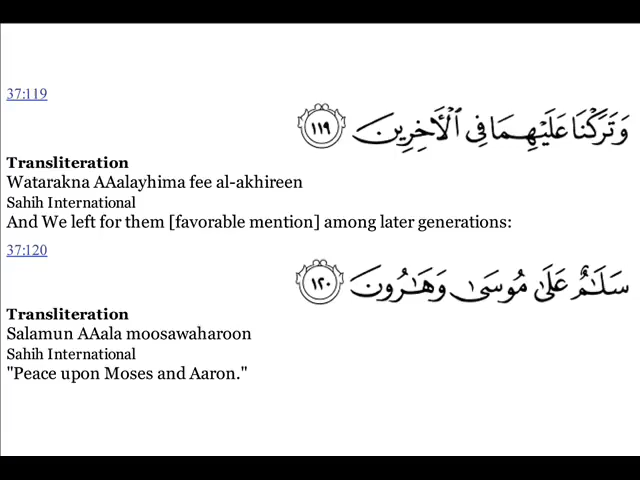 37:119
وَتَرَكْنَا عَلَيْهِمَا فِى ٱلْأَخِرِينَ ١١٩
Transliteration
Watarakna AAalayhima fee al-akhireen
Sahih International
And We left for them [favorable mention] among later generations:
37:120
سَلَٰمٌ عَلَىٰ مُوسَىٰ وَهَٰرُونَ ١٢٠
Transliteration
Salamun AAala moosawaharoon
Sahih International
"Peace upon Moses and Aaron."